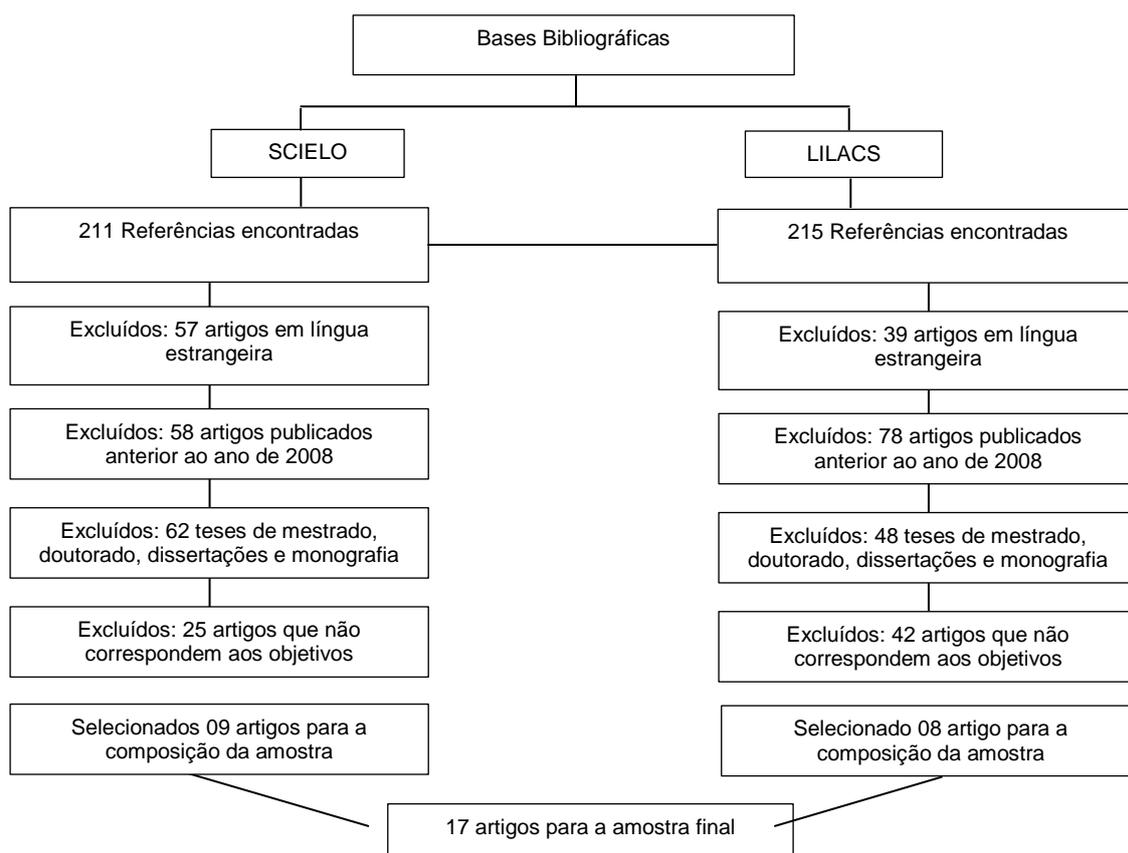 Bases Bibliográficas
SCIELO
LILACS
211 Referências encontradas
215 Referências encontradas
Excluídos: 57 artigos em língua
estrangeira
Excluídos: 39 artigos em língua
estrangeira
Excluídos: 58 artigos publicados
anterior ao ano de 2008
Excluídos: 78 artigos publicados
anterior ao ano de 2008
Excluídos: 62 teses de mestrado,
doutorado, dissertações e monografia
Excluídos: 48 teses de mestrado,
doutorado, dissertações e monografia
Excluídos: 25 artigos que não
correspondem aos objetivos
Excluídos: 42 artigos que não
correspondem aos objetivos
Selecionados 09 artigos para a
composição da amostra
Selecionado 08 artigo para a
composição da amostra
17 artigos para a amostra final